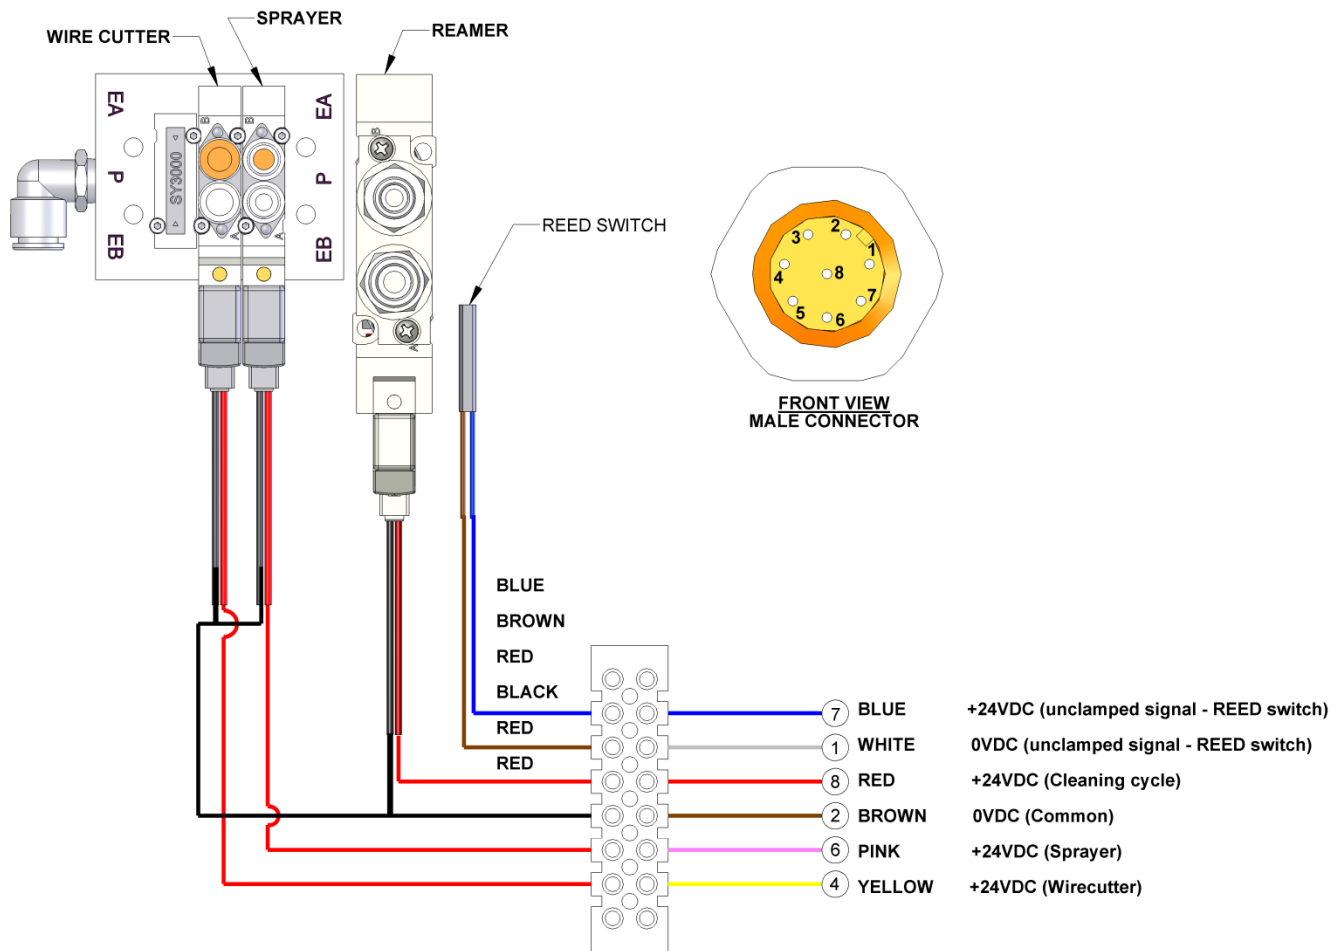 SPRAYER
WIRE CUTTER
REAMER
EA
EA
B
B
B
P
SY3000
P
EB
EB
A
A
A
REED SWITCH
2
3
1
8
4
7
5
6
FRONT VIEW
MALE CONNECTOR
BLUE
BROWN
RED
BLACK
RED
RED
7 BLUE +24VDC (unclamped signal - REED switch)
1 WHITE 0VDC (unclamped signal - REED switch)
8 RED +24VDC (Cleaning cycle)
2 BROWN 0VDC (Common)
6 PINK +24VDC (Sprayer)
4 YELLOW +24VDC (Wirecutter)